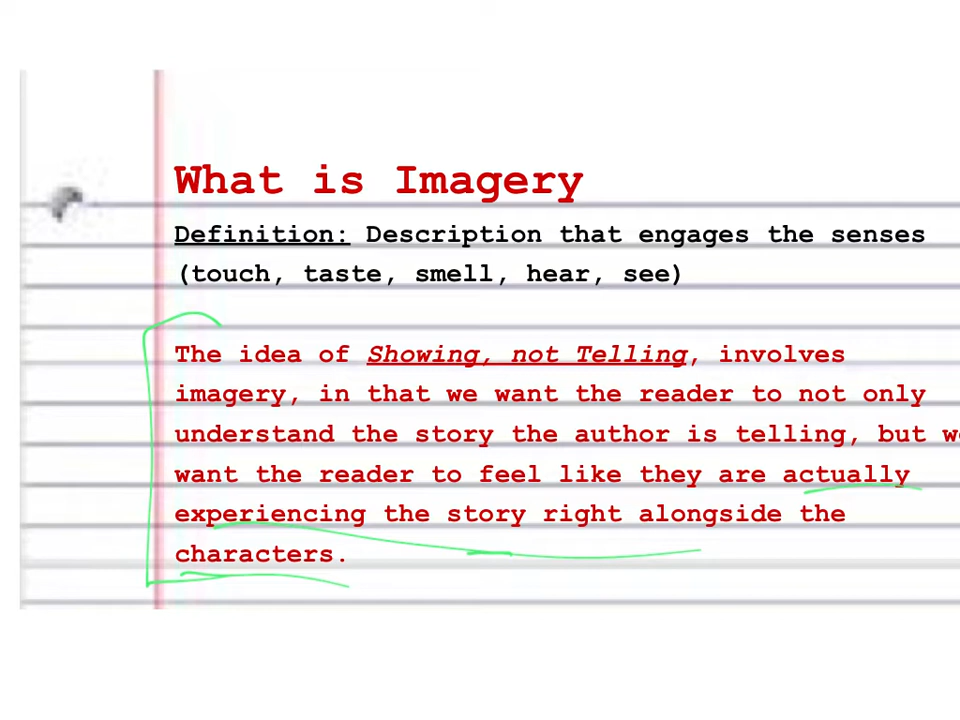 What is Imagery
Definition: Description that engages the senses
(touch, taste, smell, hear, see)
The idea of Showing, not Telling, involves
imagery, in that we want the reader to not only
understand the story the author is telling, but we
want the reader to feel like they are actually
experiencing the story right alongside the
characters.